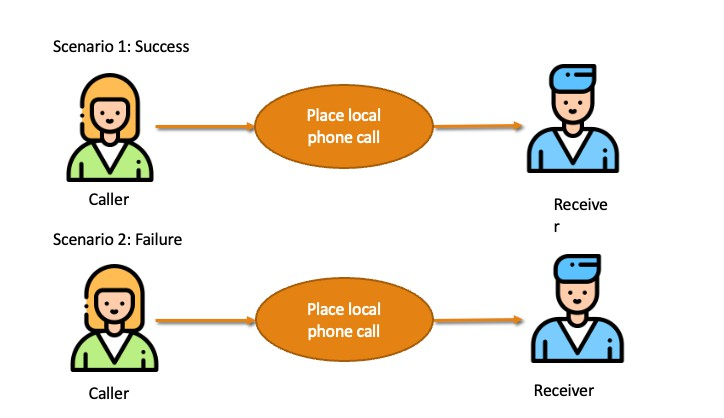 Scenario 1: Success
Place local
phone call
Caller
Receive
r
Scenario 2: Failure
Place local
phone call
Caller
Receiver